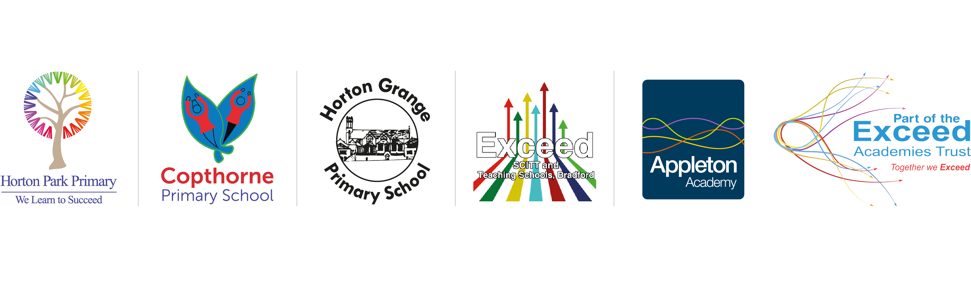 Horton Park Primary
We Learn to Succeed
Copthorne
Primary School
Horton Grange
Primary School
Exceed
SCITT and
Teaching Schools, Bradford
Appleton
Academy
Part of the
Exceed
Academies Trust
Together we Exceed